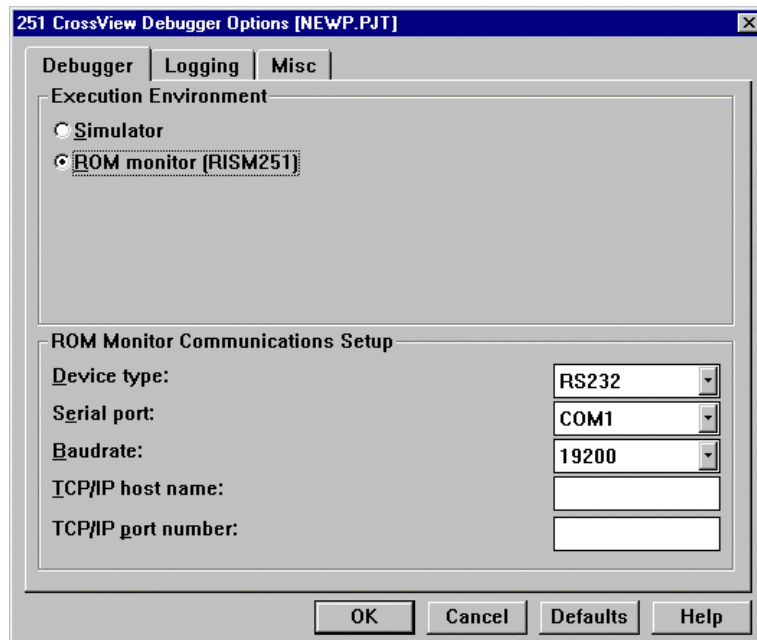 251 CrossView Debugger Options [NEWP.PJT]
Debugger Logging Misc
Execution Environment
Simulator
ROM monitor (RISM251)
ROM Monitor Communications Setup
Device type: RS232
Serial port: COM1
Baudrate: 19200
TCP/IP host name:
TCP/IP port number:
OK Cancel Defaults Help